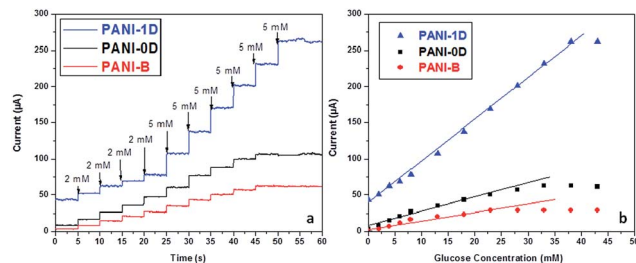 300
250
200
150
100
50
0
Current (µA)
PANI-1D
PANI-0D
PANI-B
2 mM
2 mM
2 mM
2 mM
5 mM
5 mM
5 mM
5 mM
5 mM
5 mM
a
0 5 10 15 20 25 30 35 40 45 50 55 60
Time (s)
300
250
200
150
100
50
0
Current (µA)
PANI-1D
PANI-0D
PANI-B
b
0 5 10 15 20 25 30 35 40 45 50
Glucose Concentration (mM)